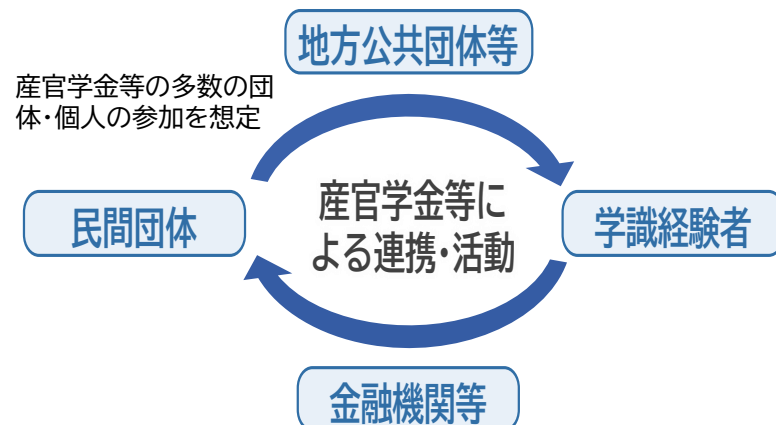 地方公共団体等
産官学金等の多数の団
体・個人の参加を想定
民間団体
産官学金等に
よる連携・活動
学識経験者
金融機関等